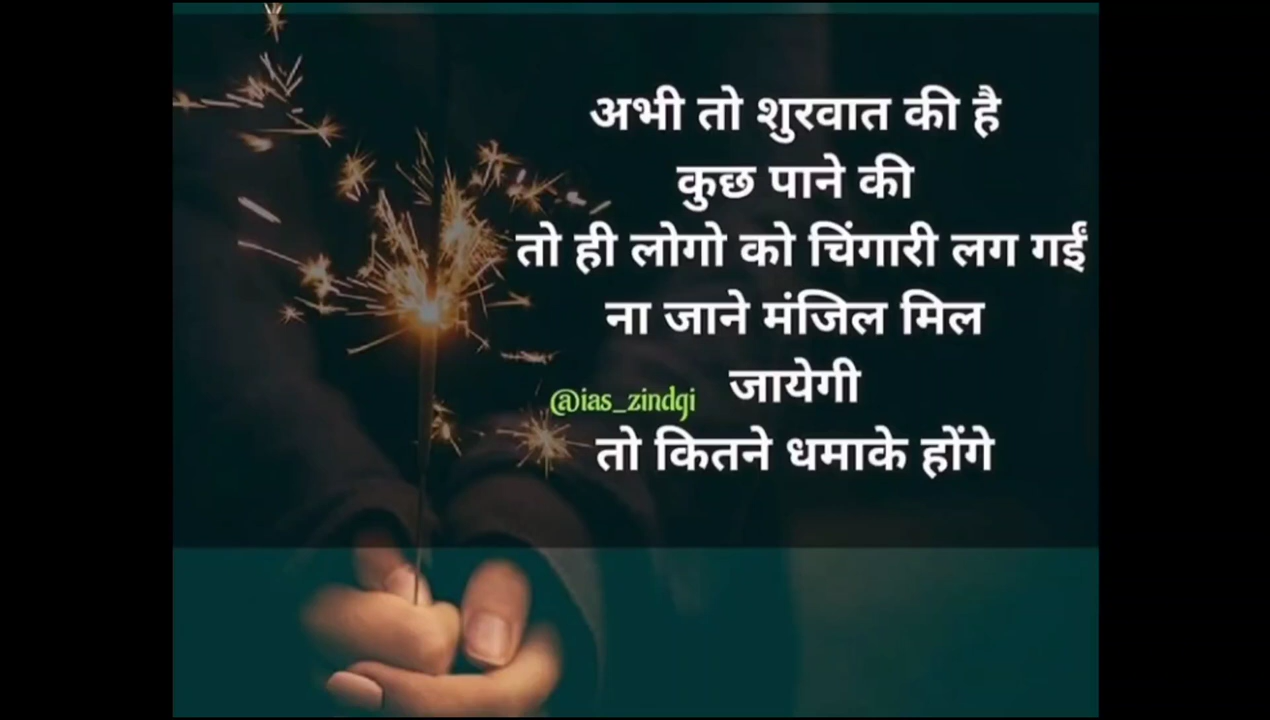 अभी तो शुरवात की है
कुछ पाने की
तो ही लोगो को चिंगारी लग गईं
ना जाने मंजिल मिल
जायेगी
@ias_zindgi
तो कितने धमाके होंगे